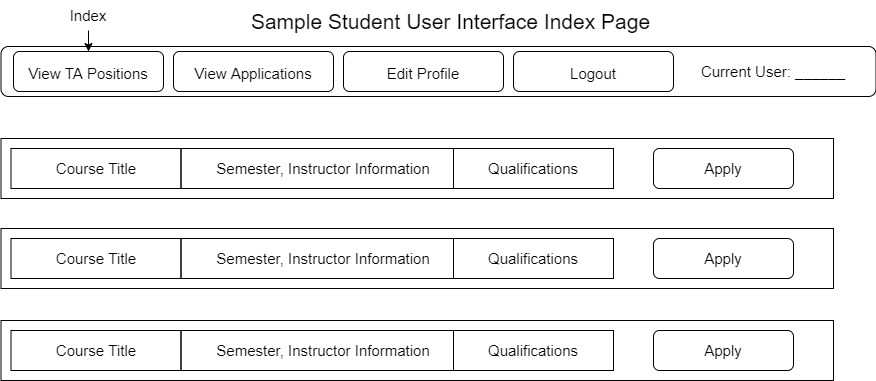 Index
Sample Student User Interface Index Page
View TA Positions View Applications Edit Profile Logout Current User: ______
Course Title Semester, Instructor Information Qualifications Apply
Course Title Semester, Instructor Information Qualifications Apply
Course Title Semester, Instructor Information Qualifications Apply